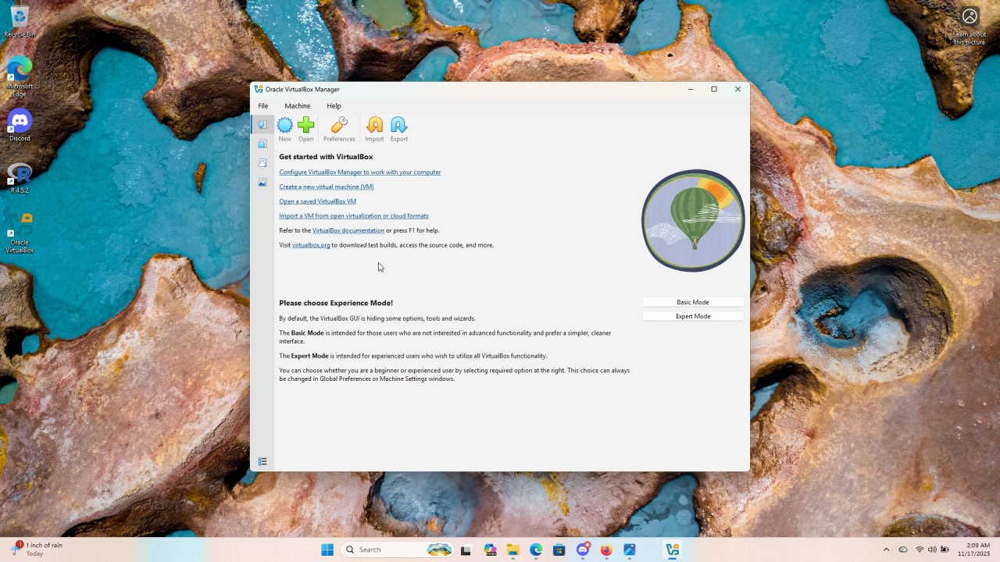 Recycle Bin
Microsoft
Edge
Discord
R 4.5.2
Oracle
VirtualBox
Learn about
this picture
Oracle VirtualBox Manager
File Machine Help
New Open Preferences Import Export
Get started with VirtualBox
Configure VirtualBox Manager to work with your computer
Create a new virtual machine (VM)
Open a saved VirtualBox VM
Import a VM from open virtualization or cloud formats
Refer to the VirtualBox documentation or press F1 for help.
Visit virtualbox.org to download test builds, access the source code, and more.
Please choose Experience Mode!
Basic Mode
Expert Mode
By default, the VirtualBox GUI is hiding some options, tools and wizards.
The Basic Mode is intended for those users who are not interested in advanced functionality and prefer a simpler, cleaner
interface.
The Expert Mode is intended for experienced users who wish to utilize all VirtualBox functionality.
You can choose whether you are a beginner or experienced user by selecting required option at the right. This choice can always
be changed in Global Preferences or Machine Settings windows.
1
1 inch of rain
Today
Search
2:09 AM
11/17/2025